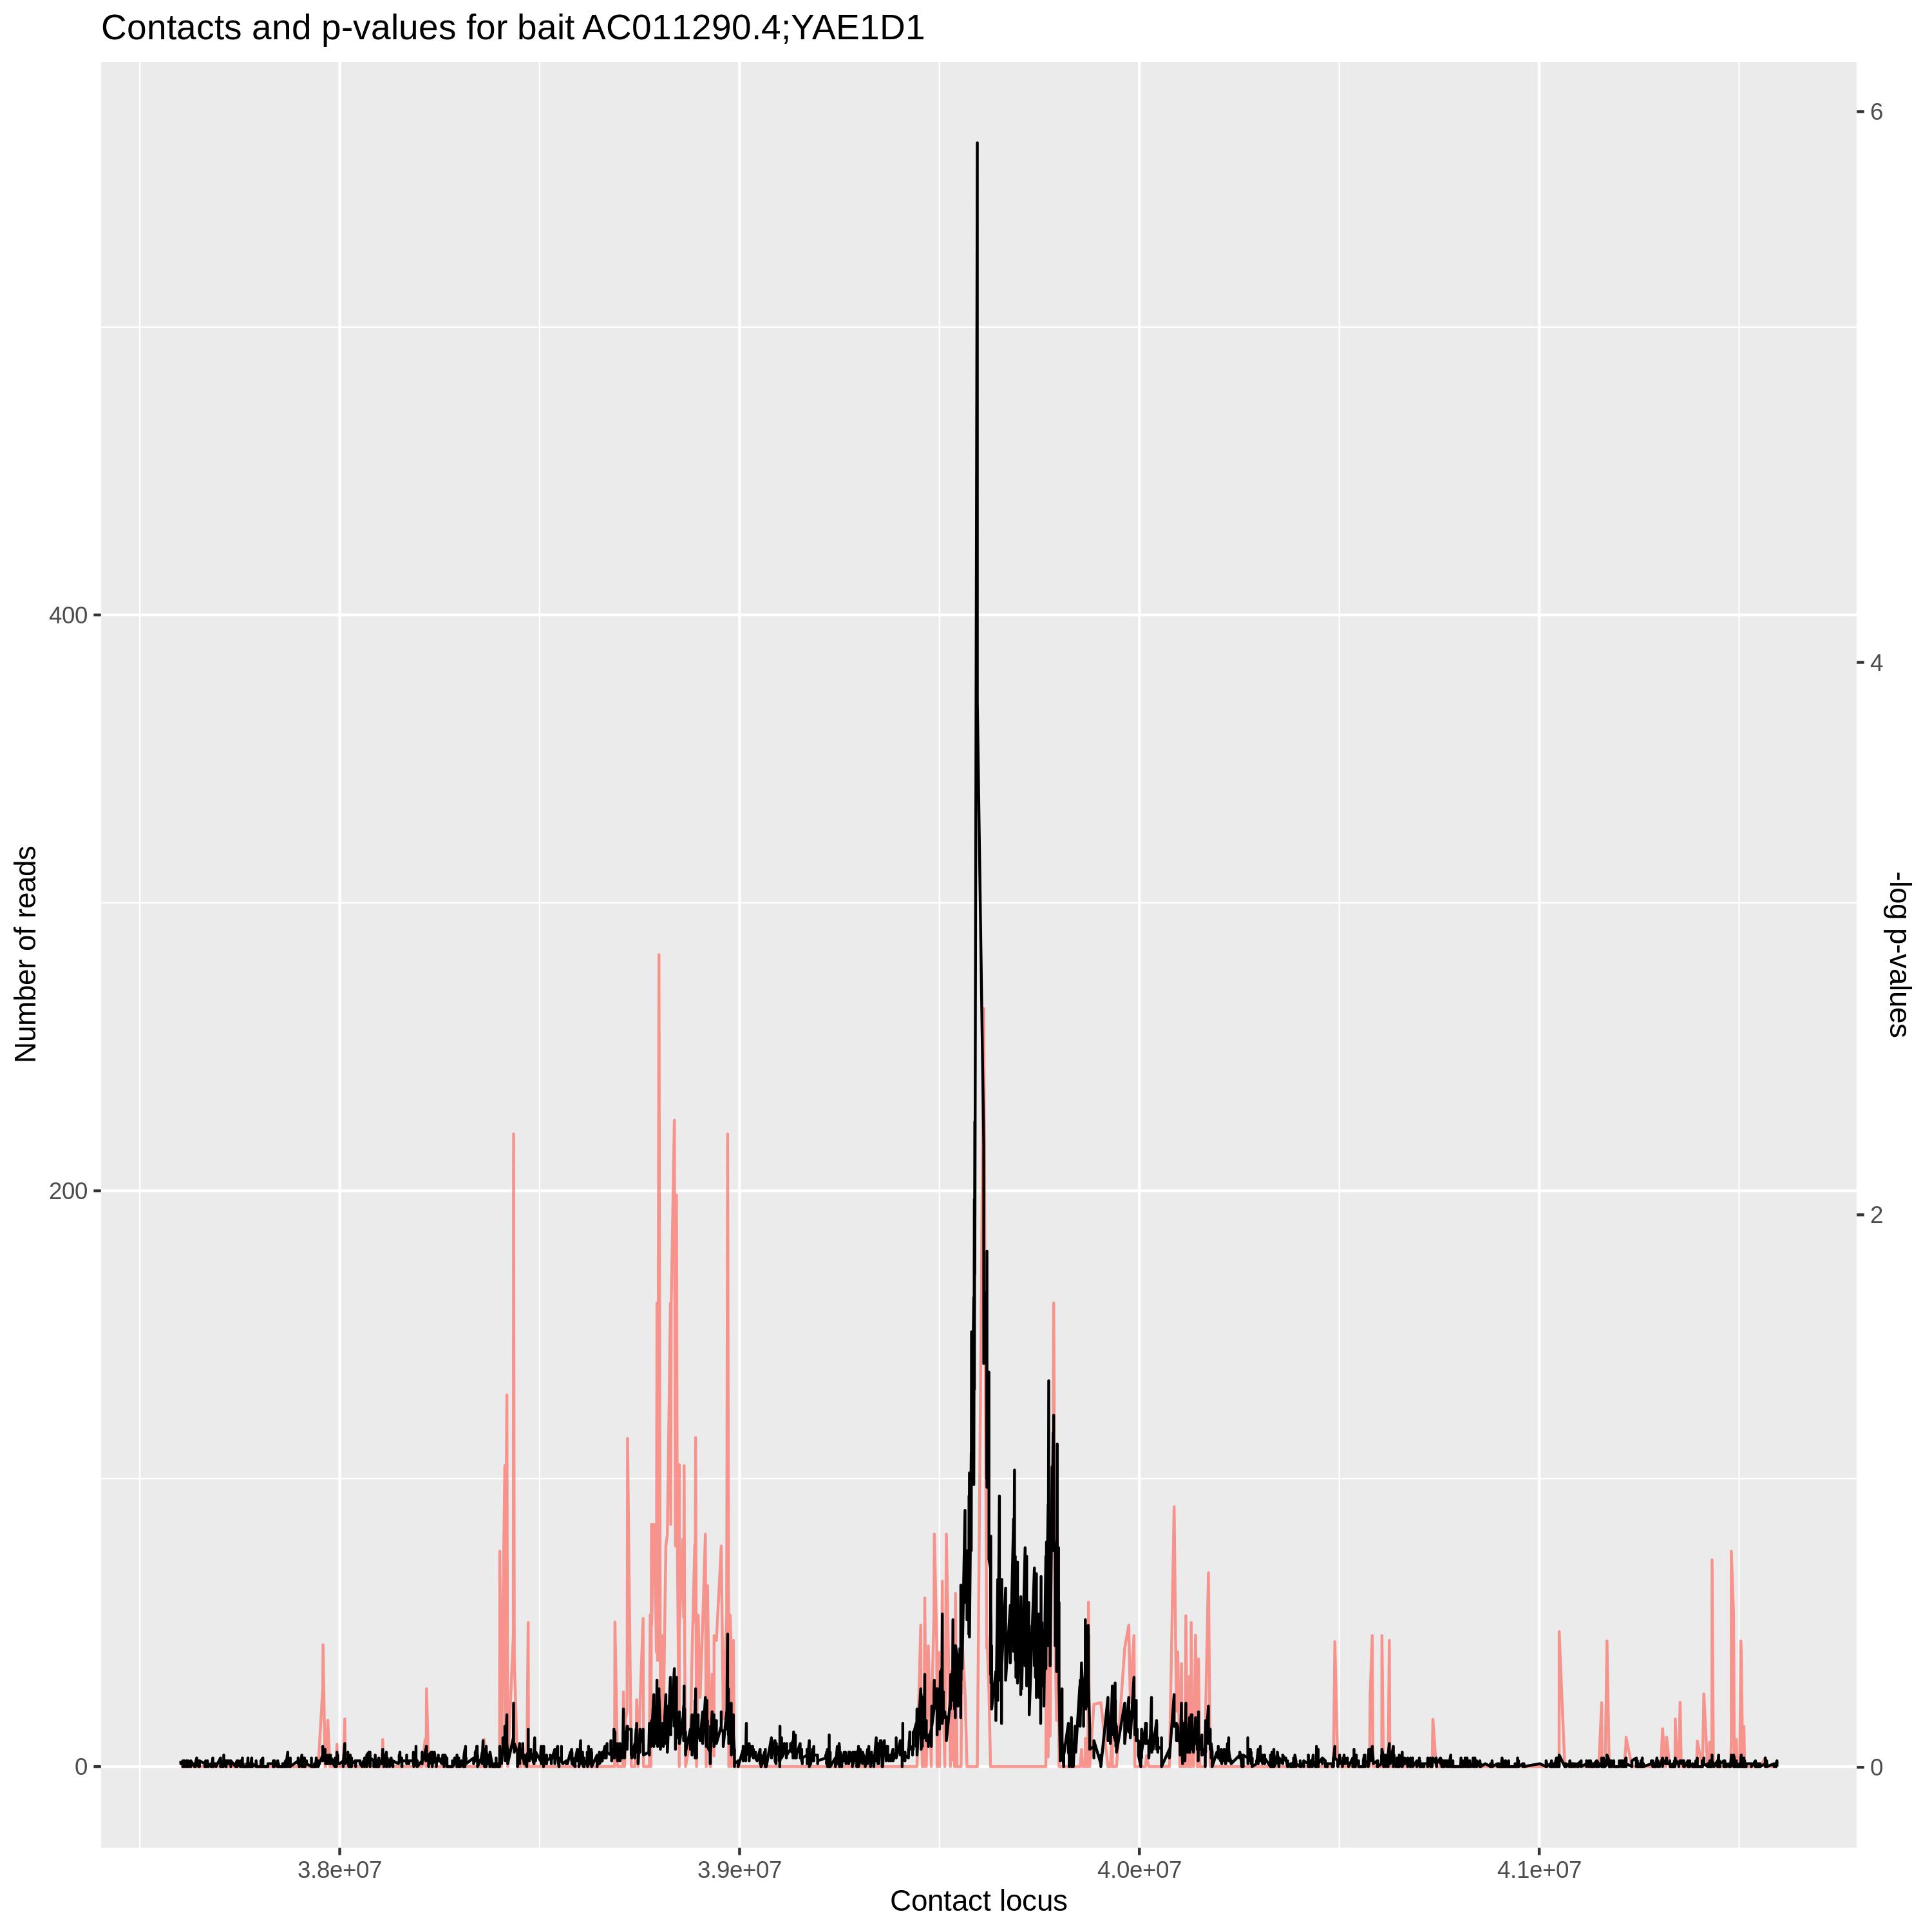 Contacts and p-values for bait AC011290.4;YAE1D1
6
4
2
0
400
200
0
Number of reads
-log p-values
3.8e+07
3.9e+07
4.0e+07
4.1e+07
Contact locus